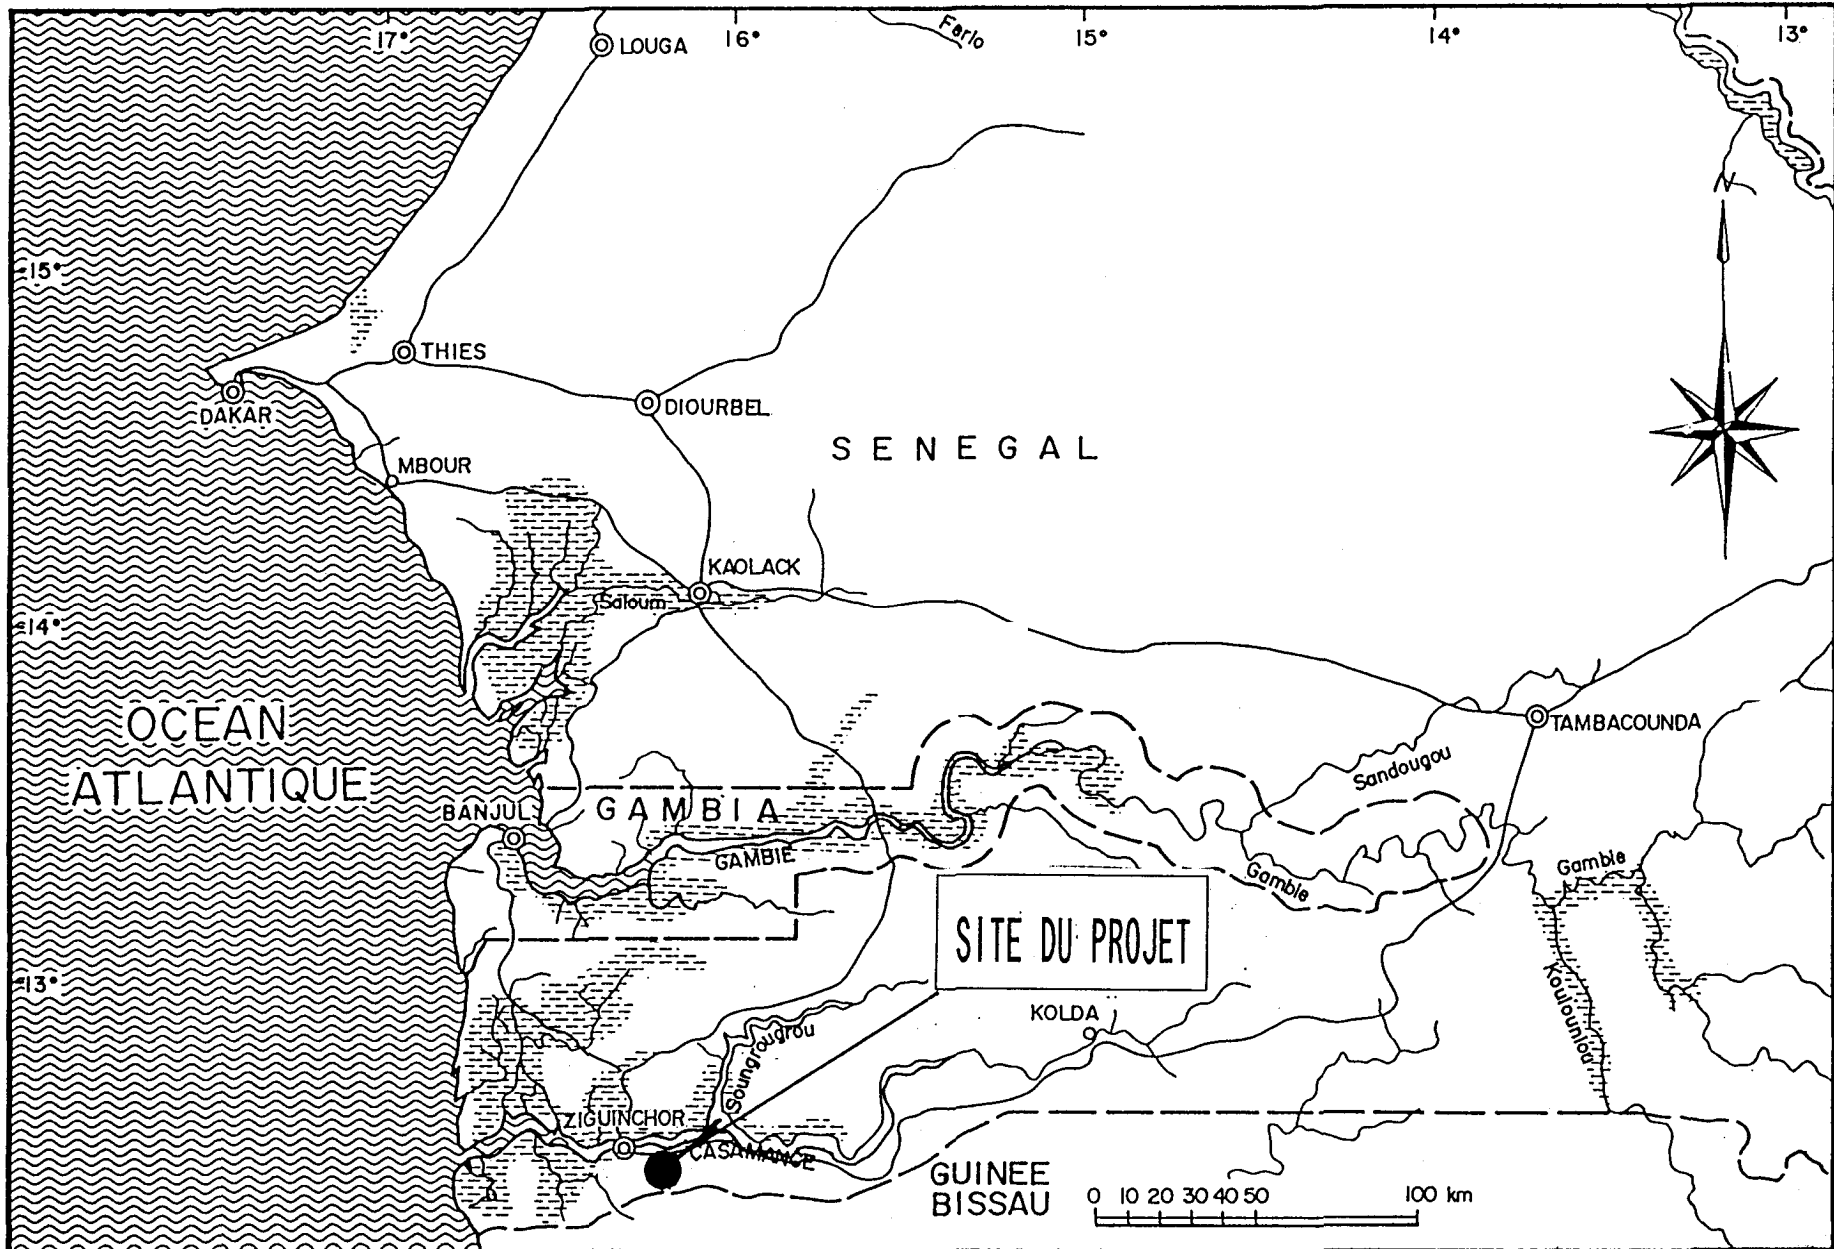 17°
16°
15°
14°
13°
LOUGA
Ferlo
N
15°
THIES
DAKAR
DIOURBEL
SENEGAL
MBOUR
KAOLACK
Saloum
14°
OCEAN
ATLANTIQUE
TAMBACOUNDA
Sandougou
BANJUL
GAMBIA
GAMBIE
Gambie
Gambie
SITE DU PROJET
13°
Koulountou
KOLDA
Soungrougrou
ZIGUINCHOR
CASAMANCE
GUINEE
BISSAU
0 10 20 30 40 50 100 km